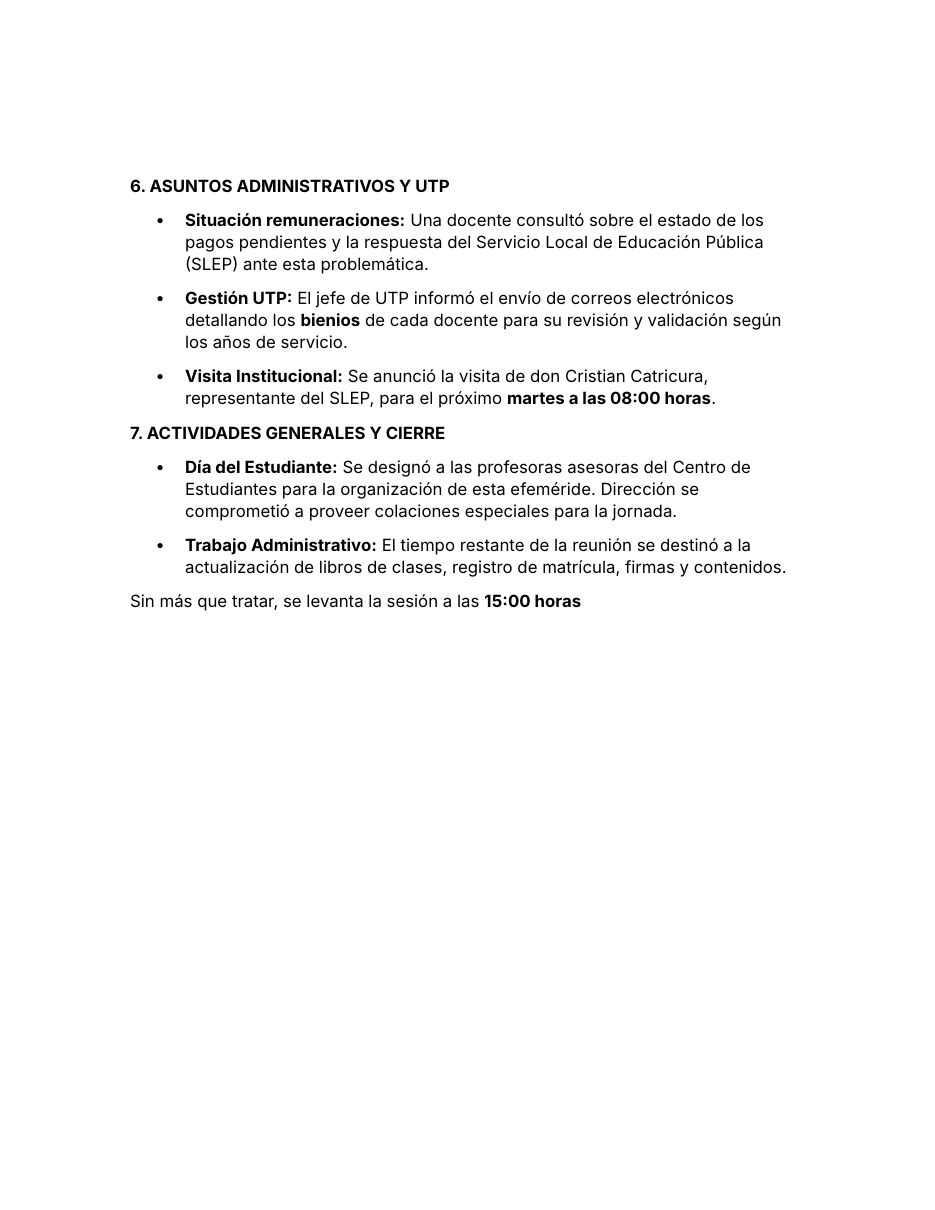 6. ASUNTOS ADMINISTRATIVOS Y UTP
• Situación remuneraciones: Una docente consultó sobre el estado de los
pagos pendientes y la respuesta del Servicio Local de Educación Pública
(SLEP) ante esta problemática.
• Gestión UTP: El jefe de UTP informó el envío de correos electrónicos
detallando los bienios de cada docente para su revisión y validación según
los años de servicio.
• Visita Institucional: Se anunció la visita de don Cristian Catricura,
representante del SLEP, para el próximo martes a las 08:00 horas.
7. ACTIVIDADES GENERALES Y CIERRE
• Día del Estudiante: Se designó a las profesoras asesoras del Centro de
Estudiantes para la organización de esta efeméride. Dirección se
comprometió a proveer colaciones especiales para la jornada.
• Trabajo Administrativo: El tiempo restante de la reunión se destinó a la
actualización de libros de clases, registro de matrícula, firmas y contenidos.
Sin más que tratar, se levanta la sesión a las 15:00 horas